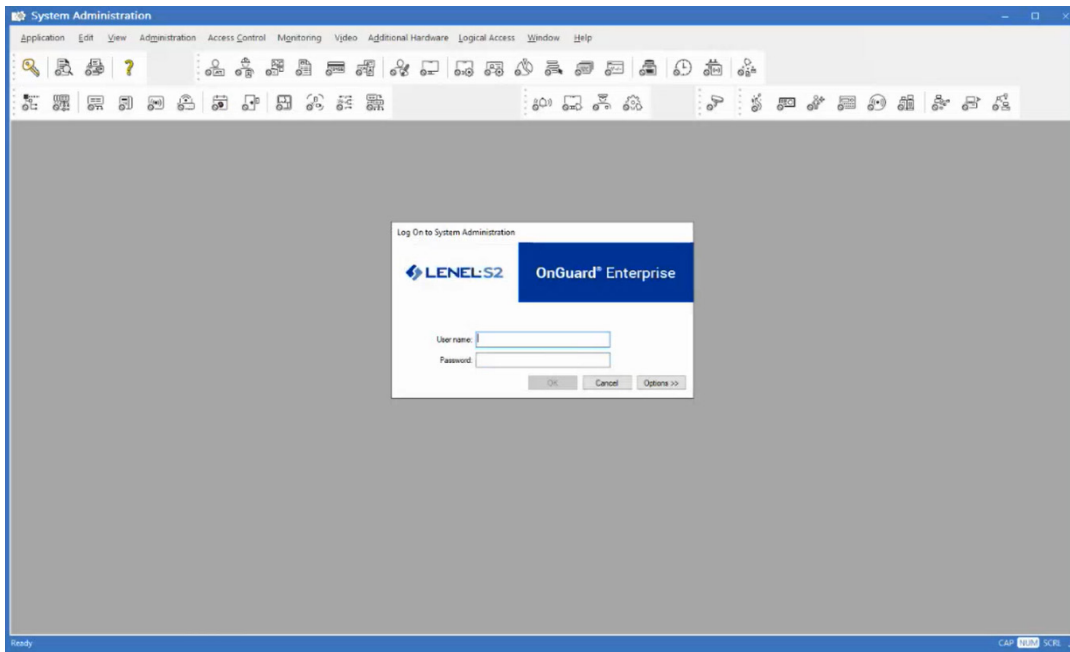 System Administration
Application Edit View Administration Access Control Monitoring Video Additional Hardware Logical Access Window Help
Log On to System Administration
LENEL·S2 OnGuard® Enterprise
User name:
Password:
OK Cancel Options >>
Ready CAP NUM SCRL